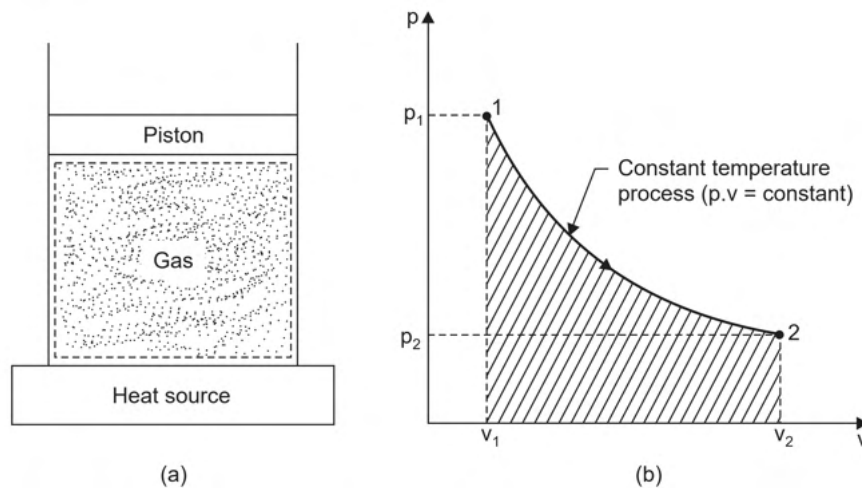 Piston
Gas
Heat source
(a)
p
1
p₁
Constant temperature
process (p.v = constant)
p₂
2
v₁
v₂
v
(b)